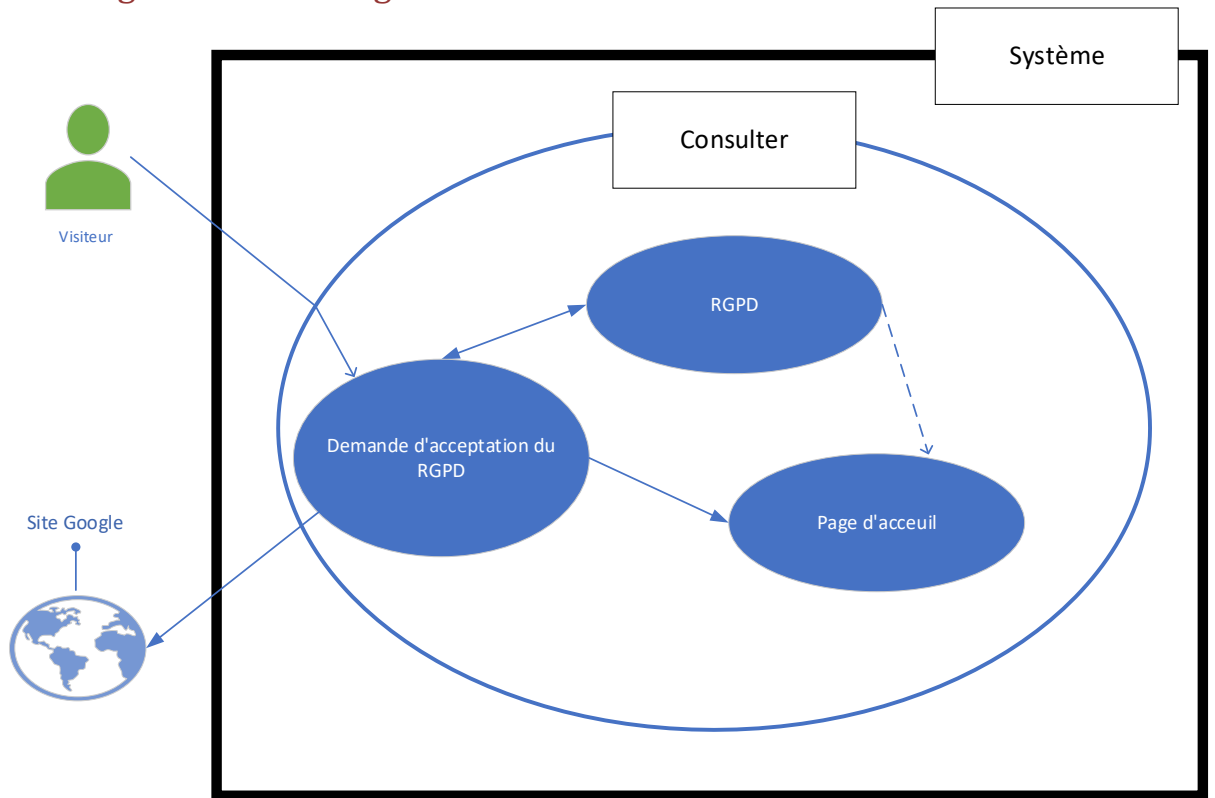 Système
Consulter
Visiteur
RGPD
Demande d'acceptation du
RGPD
Site Google
Page d'acceuil